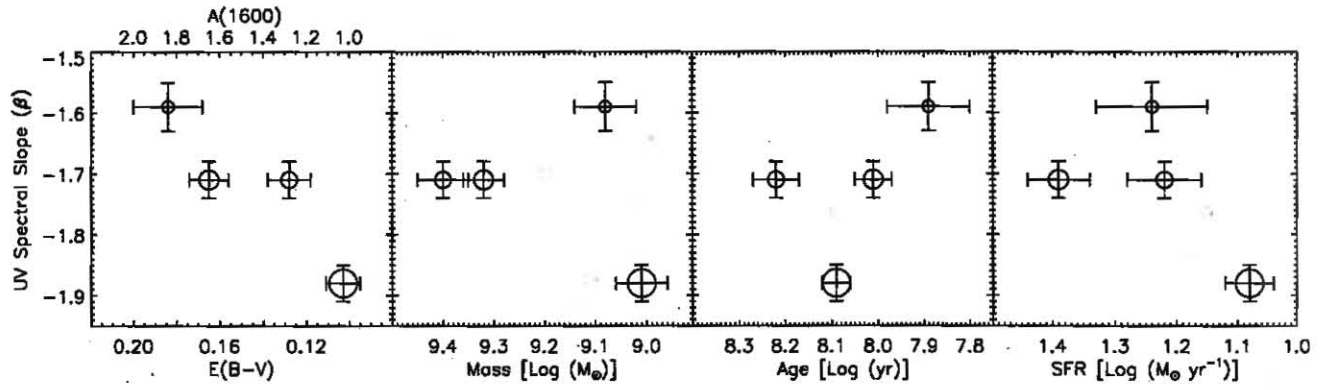 A(1600)
2.0 1.8 1.6 1.4 1.2 1.0
UV Spectral Slope (β)
−1.5
−1.6
−1.7
−1.8
−1.9
0.20 0.16 0.12
9.4 9.3 9.2 9.1 9.0
8.3 8.2 8.1 8.0 7.9 7.8
1.4 1.3 1.2 1.1 1.0
E(B−V)
Mass [Log (M⊙)]
Age [Log (yr)]
SFR [Log (M⊙ yr⁻¹)]